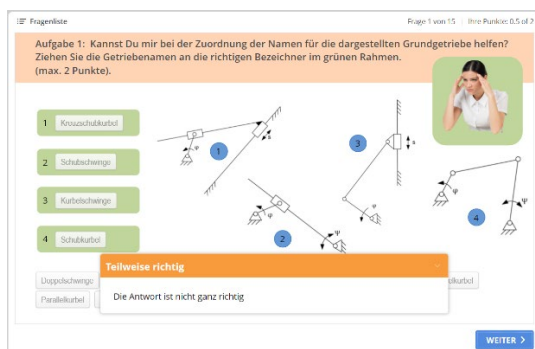 Fragenliste
Frage 1 von 15 | Ihre Punkte: 0.5 of 2
Aufgabe 1: Kannst Du mir bei der Zuordnung der Namen für die dargestellten Grundgetriebe helfen?
Ziehen Sie die Getriebenamen an die richtigen Bezeichner im grünen Rahmen.
(max. 2 Punkte).
1 Kreuzschubkurbel
2 Schubschwinge
3 Kurbelschwinge
4 Schubkurbel
φ
1
s
3
s
φ
2
φ
ψ
φ
ψ
4
Doppelschwinge
Parallelkurbel
Teilweise richtig
Die Antwort ist nicht ganz richtig
WEITER